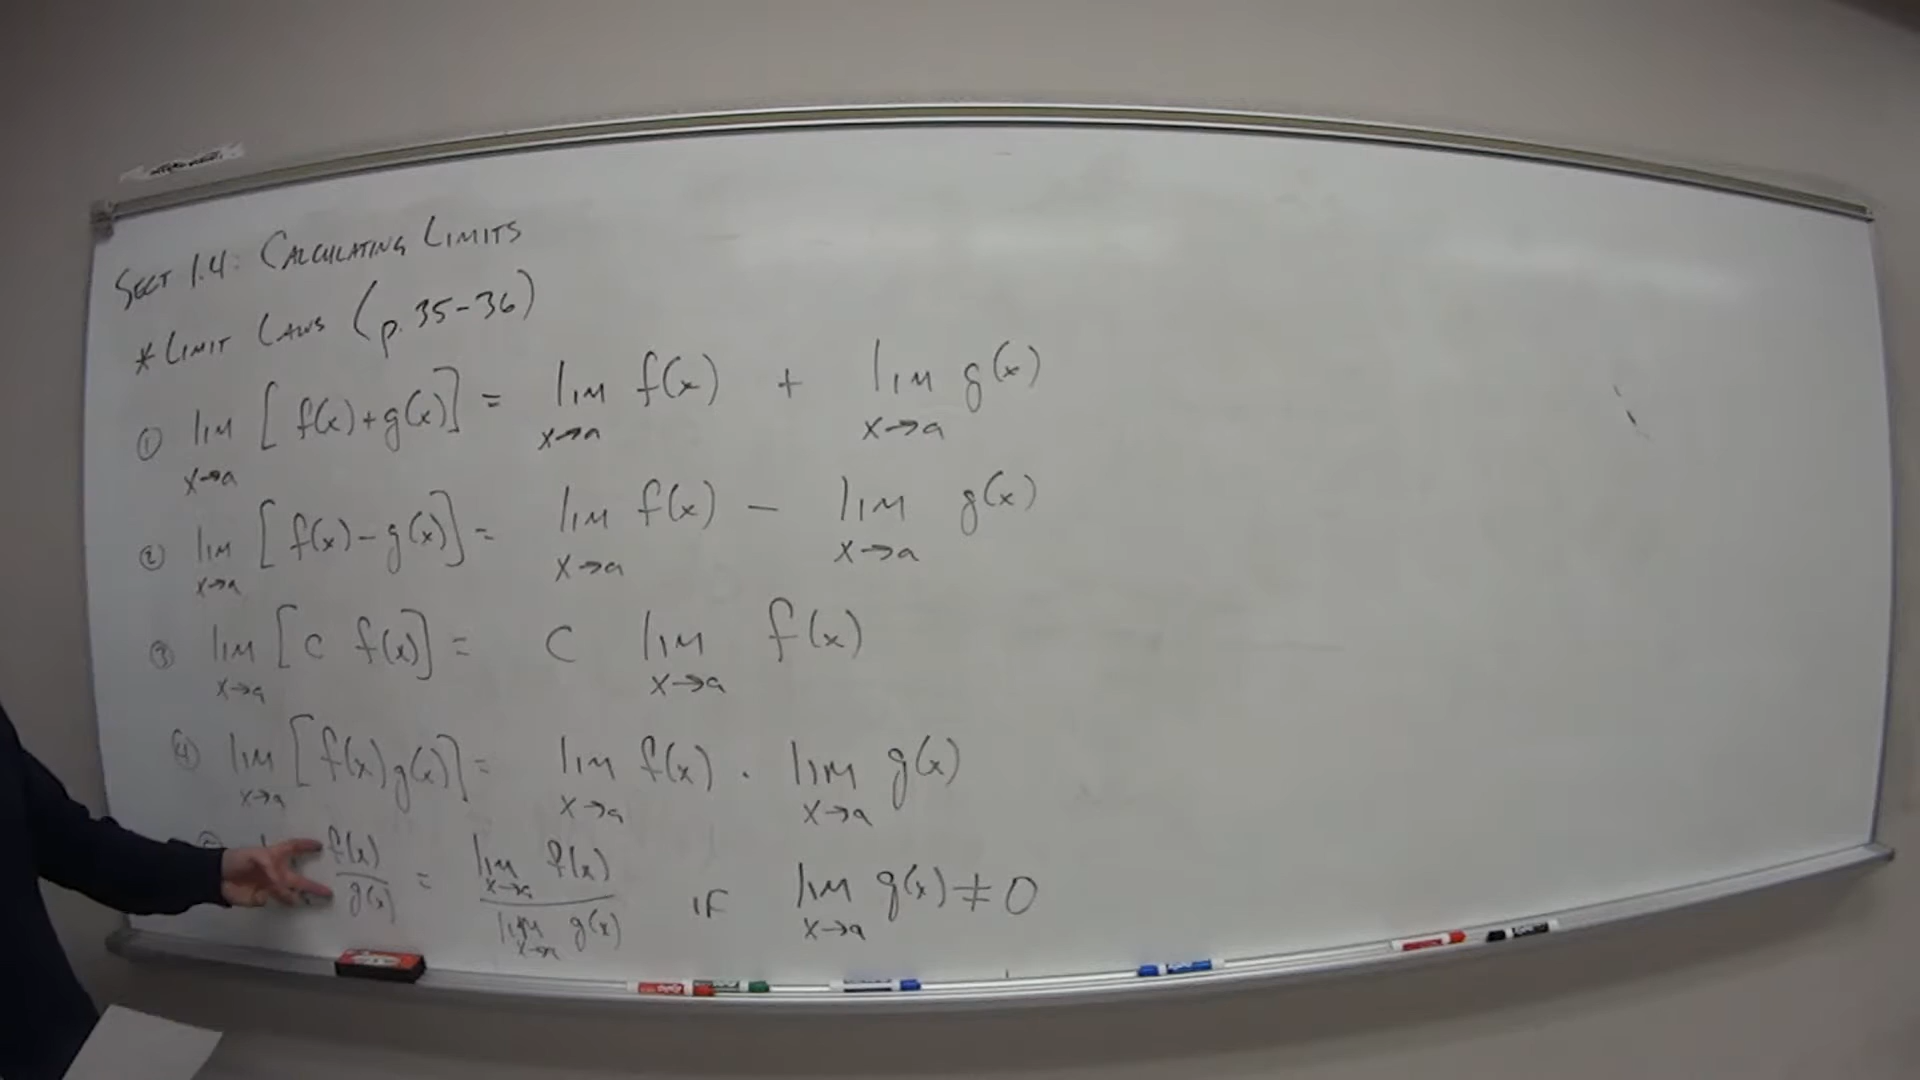 SECT 1.4: CALCULATING LIMITS
* LIMIT LAWS (p. 35-36)
① lim x→a [f(x)+g(x)] = lim x→a f(x) + lim x→a g(x)
② lim x→a [f(x)-g(x)] = lim x→a f(x) - lim x→a g(x)
③ lim x→a [c f(x)] = c lim x→a f(x)
④ lim x→a [f(x)g(x)] = lim x→a f(x) · lim x→a g(x)
f(x)/g(x) = lim x→a f(x) / lim x→a g(x) IF lim x→a g(x) ≠ 0